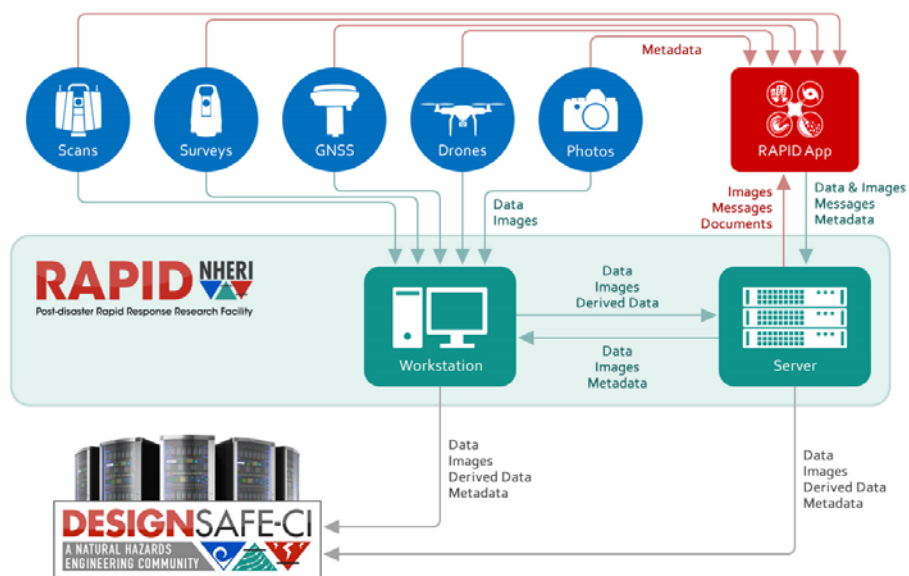 Metadata
Scans
Surveys
GNSS
Drones
Photos
RAPID App
Data
Images
Images
Messages
Documents
Data & Images
Messages
Metadata
RAPID NHERI
Post-disaster Rapid Response Research Facility
Workstation
Data
Images
Derived Data
Data
Images
Metadata
Server
Data
Images
Derived Data
Metadata
Data
Images
Derived Data
Metadata
DESIGNSAFE-CI
A NATURAL HAZARDS
ENGINEERING COMMUNITY